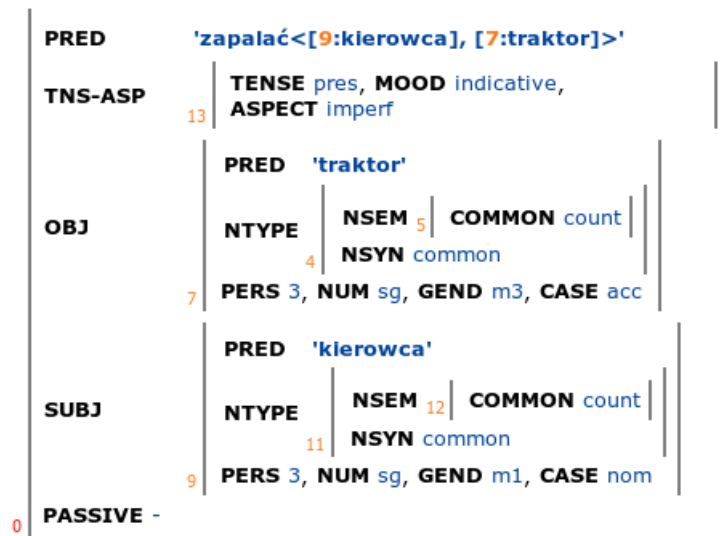 PRED 'zapalać<[9:kierowca], [7:traktor]>'
TENSE pres, MOOD indicative,
TNS-ASP
13 ASPECT imperf
PRED 'traktor'
NSEM 5 COMMON count
OBJ NTYPE
4 NSYN common
7 PERS 3, NUM sg, GEND m3, CASE acc
PRED 'kierowca'
NSEM 12 COMMON count
SUBJ NTYPE
11 NSYN common
9 PERS 3, NUM sg, GEND m1, CASE nom
0 PASSIVE -